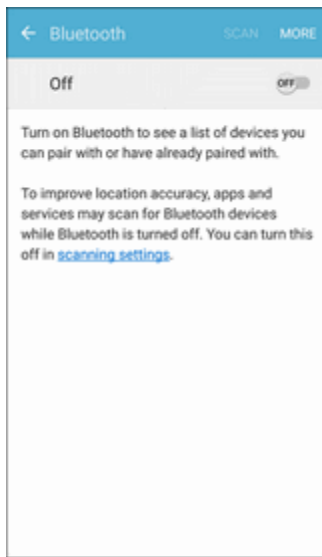 Bluetooth SCAN MORE
Off OFF
Turn on Bluetooth to see a list of devices you
can pair with or have already paired with.
To improve location accuracy, apps and
services may scan for Bluetooth devices
while Bluetooth is turned off. You can turn this
off in scanning settings.